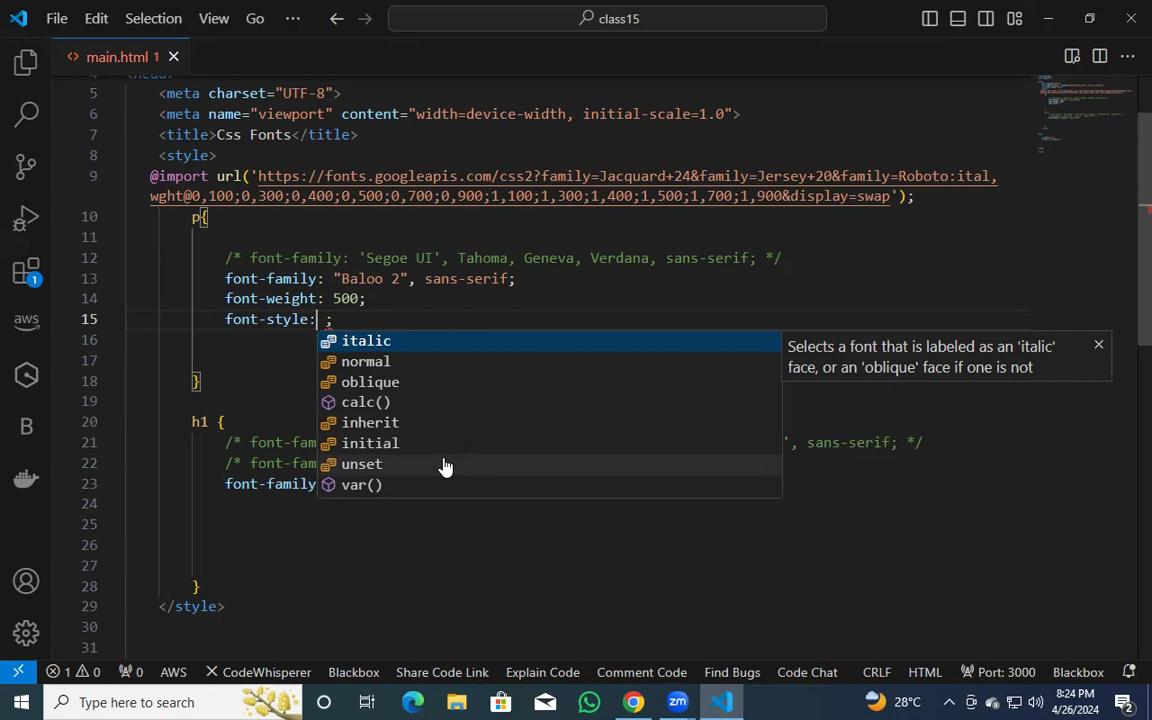 File Edit Selection View Go ··· class15
main.html 1
4 <head>
5 <meta charset="UTF-8">
6 <meta name="viewport" content="width=device-width, initial-scale=1.0">
7 <title>Css Fonts</title>
8 <style>
9 @import url('https://fonts.googleapis.com/css2?family=Jacquard+24&family=Jersey+20&family=Roboto:ital,
wght@0,100;0,300;0,400;0,500;0,700;0,900;1,100;1,300;1,400;1,500;1,700;1,900&display=swap');
10 p{
11
12 /* font-family: 'Segoe UI', Tahoma, Geneva, Verdana, sans-serif; */
13 font-family: "Baloo 2", sans-serif;
14 font-weight: 500;
15 font-style: ;
16 italic
Selects a font that is labeled as an 'italic'
face, or an 'oblique' face if one is not
17 normal
18 } oblique
19 calc()
20 h1 { inherit
21 /* font-fam initial ', sans-serif; */
22 /* font-fam unset
23 font-family var()
24
25
26
27
28 }
29 </style>
30
31
1
aws
B
1 0 0 AWS CodeWhisperer Blackbox Share Code Link Explain Code Comment Code Find Bugs Code Chat CRLF HTML Port: 3000 Blackbox
Type here to search 28°C 8:24 PM
4/26/2024 2